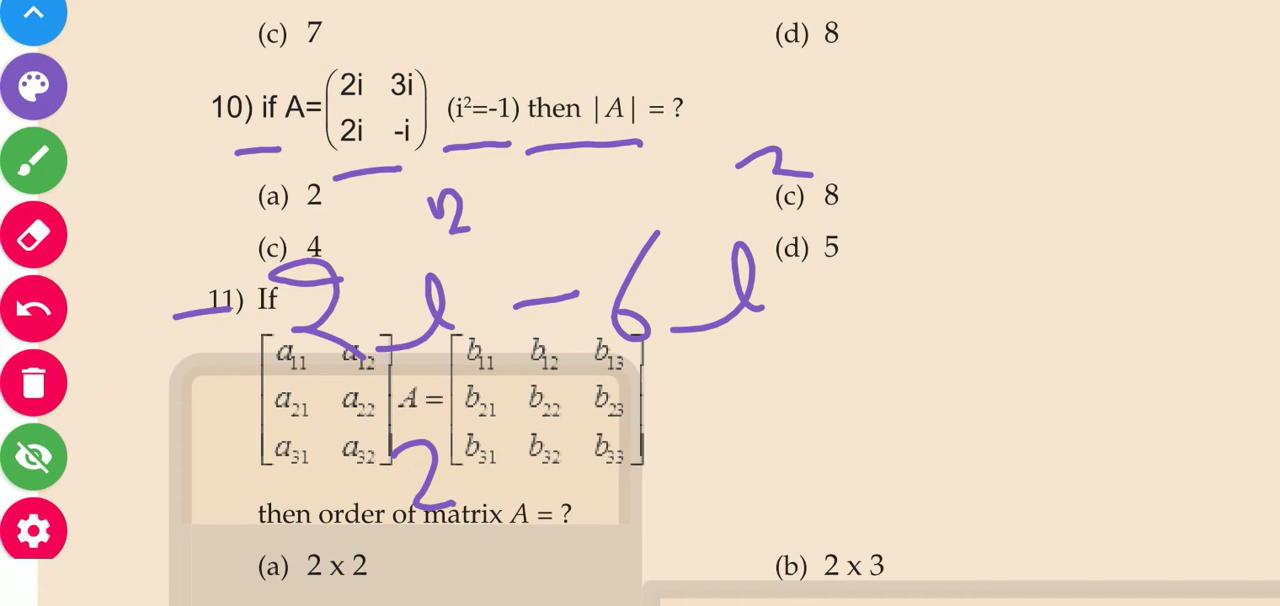 (c) 7 (d) 8
10) if A= (2i 3i
2i -i) (i²=-1) then |A| = ?
2
(a) 2 (c) 8
2
(c) 4 (d) 5
2 i – 6 i
11) If
[a₁₁ a₁₂
a₂₁ a₂₂
a₃₁ a₃₂] A = [b₁₁ b₁₂ b₁₃
b₂₁ b₂₂ b₂₃
b₃₁ b₃₂ b₃₃]
2
then order of matrix A = ?
(a) 2 x 2 (b) 2 x 3